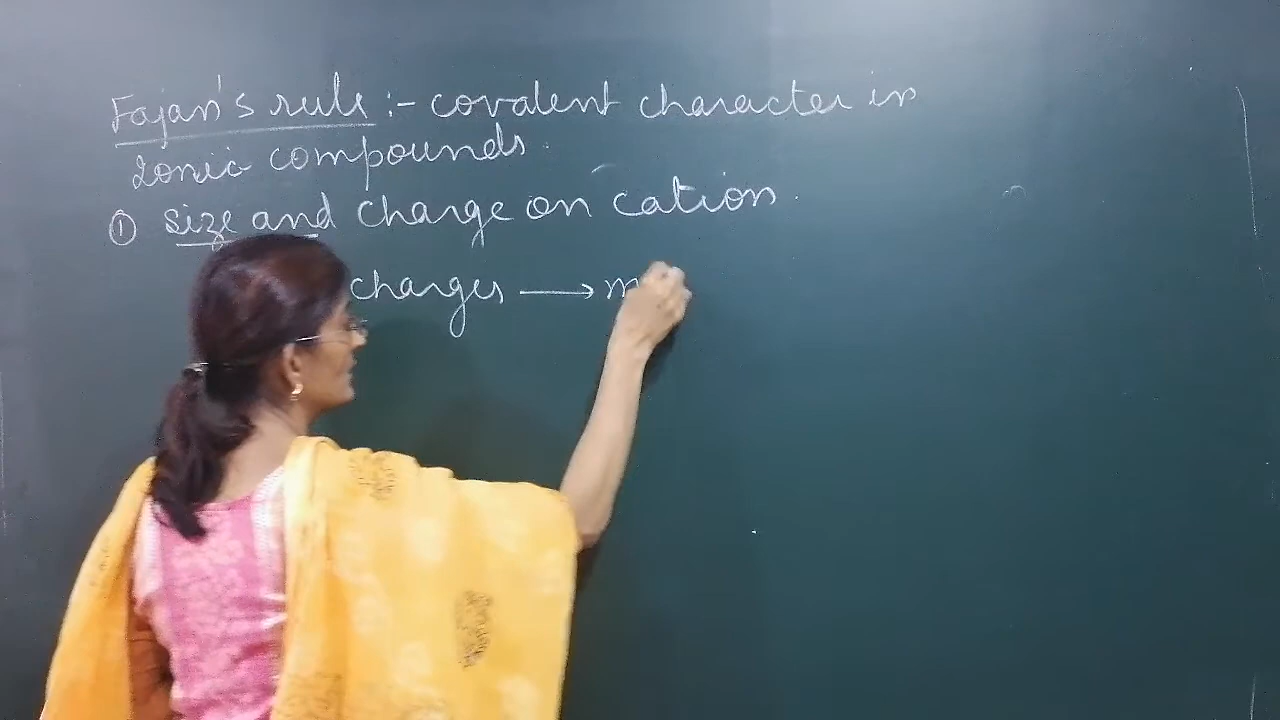 Fajan's rule :- covalent character in
Ionic compounds.
① size and charge on cation.
charges ⟶